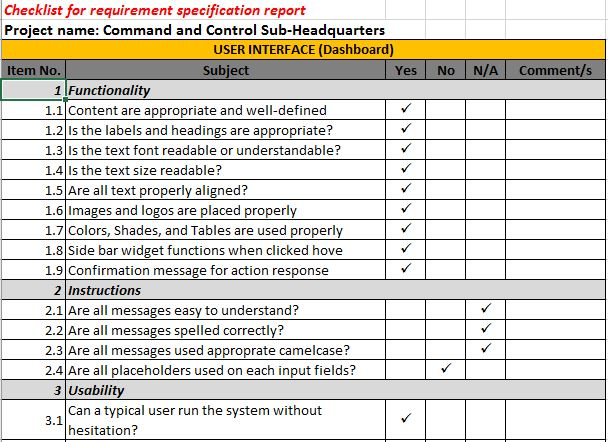 Checklist for requirement specification report
Project name: Command and Control Sub-Headquarters
USER INTERFACE (Dashboard)
Item No. Subject Yes No N/A Comment/s
1 Functionality
1.1 Content are appropriate and well-defined ✓
1.2 Is the labels and headings are appropriate? ✓
1.3 Is the text font readable or understandable? ✓
1.4 Is the text size readable? ✓
1.5 Are all text properly aligned? ✓
1.6 Images and logos are placed properly ✓
1.7 Colors, Shades, and Tables are used properly ✓
1.8 Side bar widget functions when clicked hove ✓
1.9 Confirmation message for action response ✓
2 Instructions
2.1 Are all messages easy to understand? ✓
2.2 Are all messages spelled correctly? ✓
2.3 Are all messages used approprate camelcase? ✓
2.4 Are all placeholders used on each input fields? ✓
3 Usability
3.1 Can a typical user run the system without
hesitation? ✓